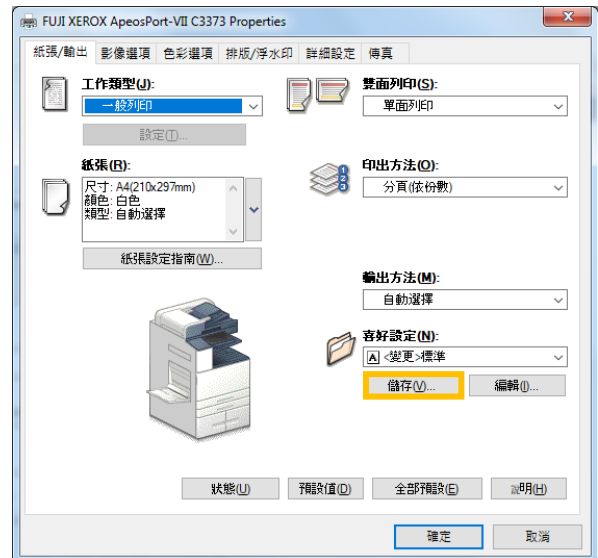 FUJI XEROX ApeosPort-VII C3373 Properties
紙張/輸出 影像選項 色彩選項 排版/浮水印 詳細設定 傳真
工作類型(J):
一般列印
設定(T)...
紙張(R):
尺寸: A4(210x297mm)
顏色: 白色
類型: 自動選擇
紙張設定指南(W)...
雙面列印(S):
單面列印
印出方法(O):
1
2
3
分頁(依份數)
輸出方法(M):
自動選擇
喜好設定(N):
A <變更>標準
儲存(V)... 編輯(I)...
狀態(U) 預設值(D) 全部預設(E) 說明(H)
確定 取消